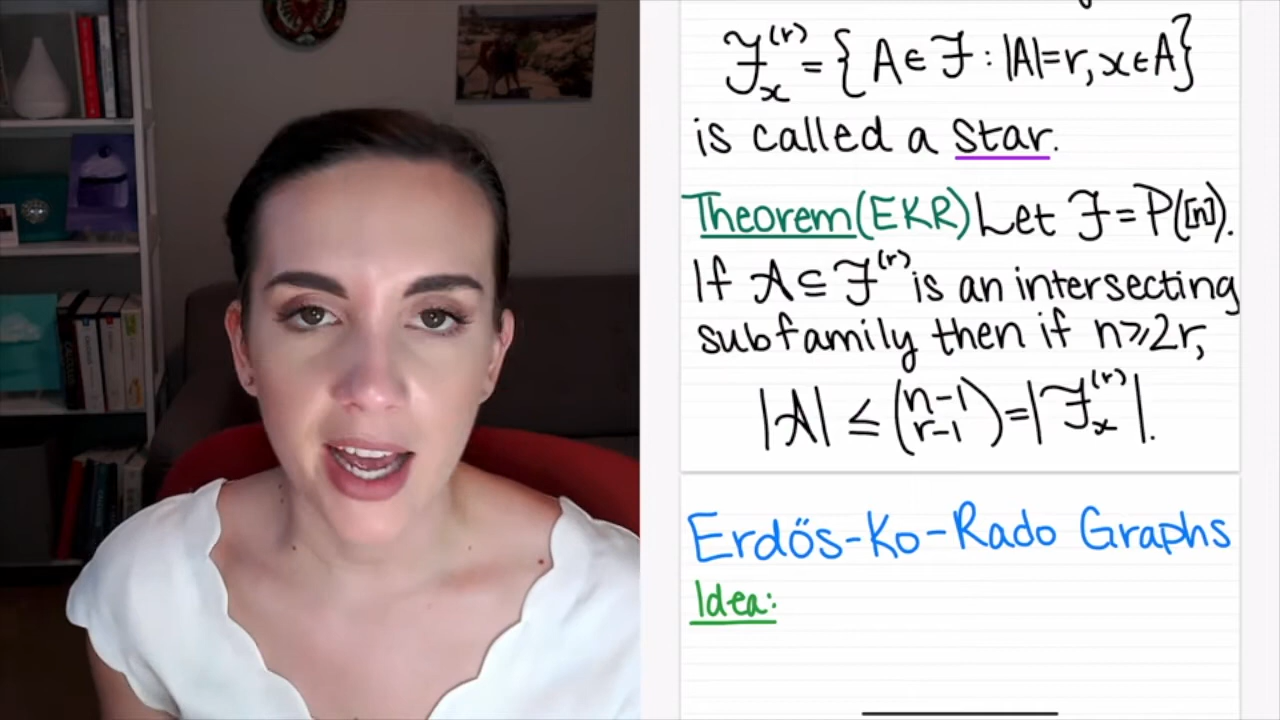 ℱₓ⁽ʳ⁾ = { A ∈ ℱ : |A| = r, x ∈ A }
is called a star.
Theorem (EKR) Let ℱ = P([n]).
If 𝒜 ⊆ ℱ⁽ʳ⁾ is an intersecting
subfamily then if n ≥ 2r,
|𝒜| ≤ (n-1 r-1) = |ℱₓ⁽ʳ⁾|.
Erdős-Ko-Rado Graphs
Idea: